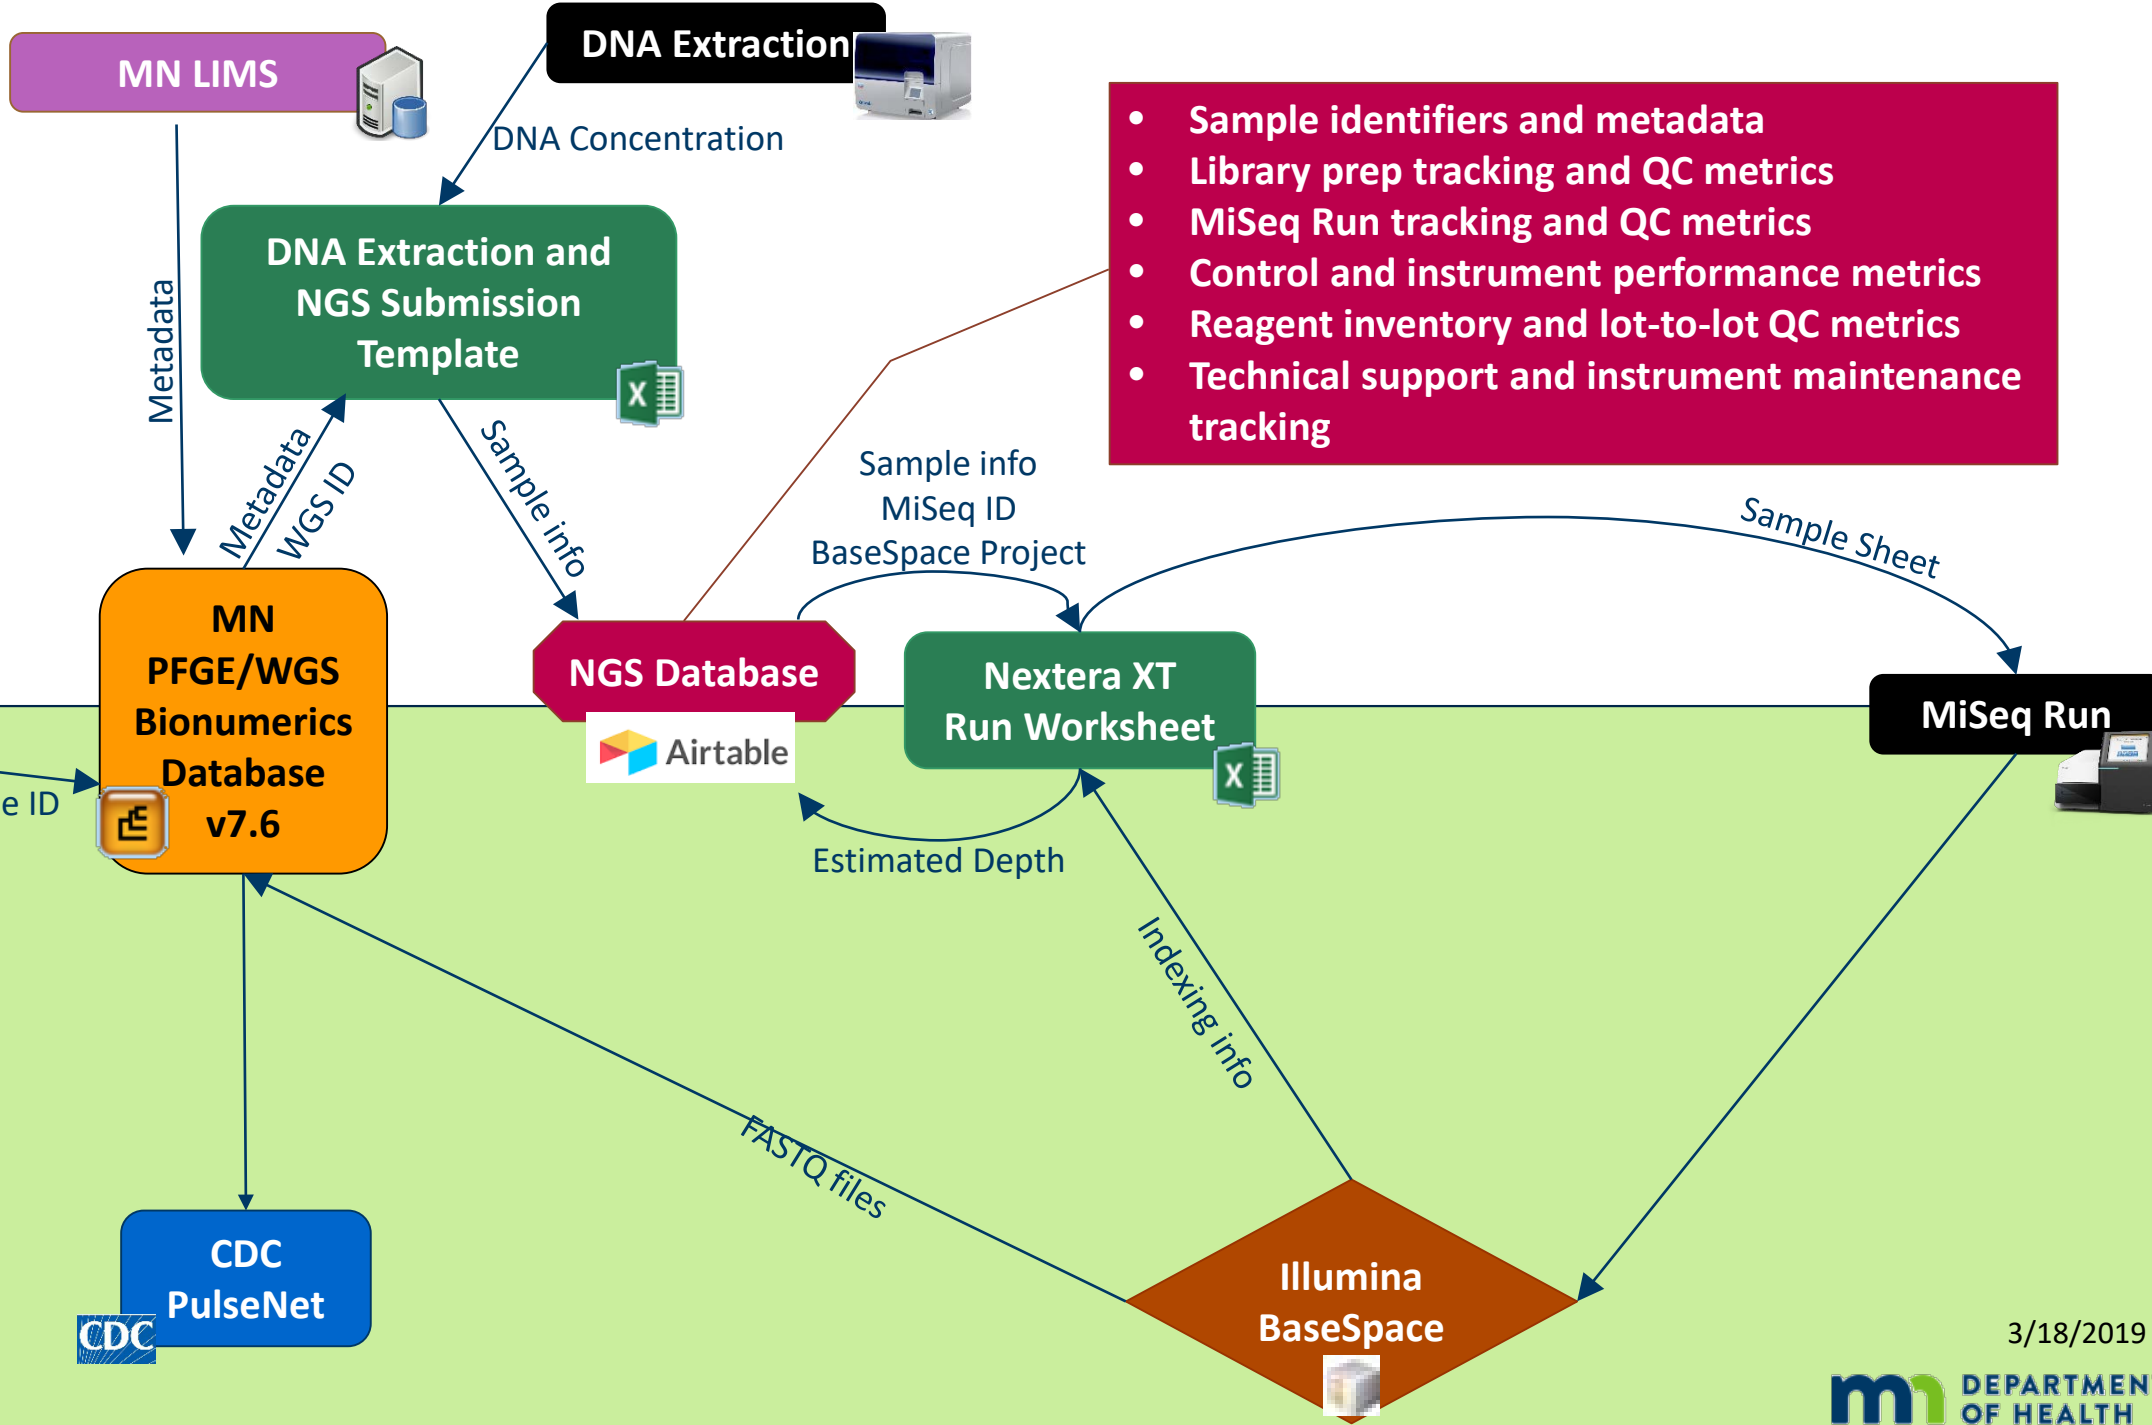 MN LIMS
DNA Extraction
DNA Concentration
• Sample identifiers and metadata
• Library prep tracking and QC metrics
• MiSeq Run tracking and QC metrics
• Control and instrument performance metrics
• Reagent inventory and lot-to-lot QC metrics
• Technical support and instrument maintenance
tracking
DNA Extraction and
NGS Submission
Template
Metadata
Metadata
WGS ID
Sample info
Sample info
MiSeq ID
BaseSpace Project
Sample Sheet
MN
PFGE/WGS
Bionumerics
Database
v7.6
NGS Database
Airtable
Nextera XT
Run Worksheet
MiSeq Run
e ID
Estimated Depth
Indexing info
FASTQ files
CDC
PulseNet
CDC
Illumina
BaseSpace
3/18/2019
mn DEPARTMEN
OF HEALTH